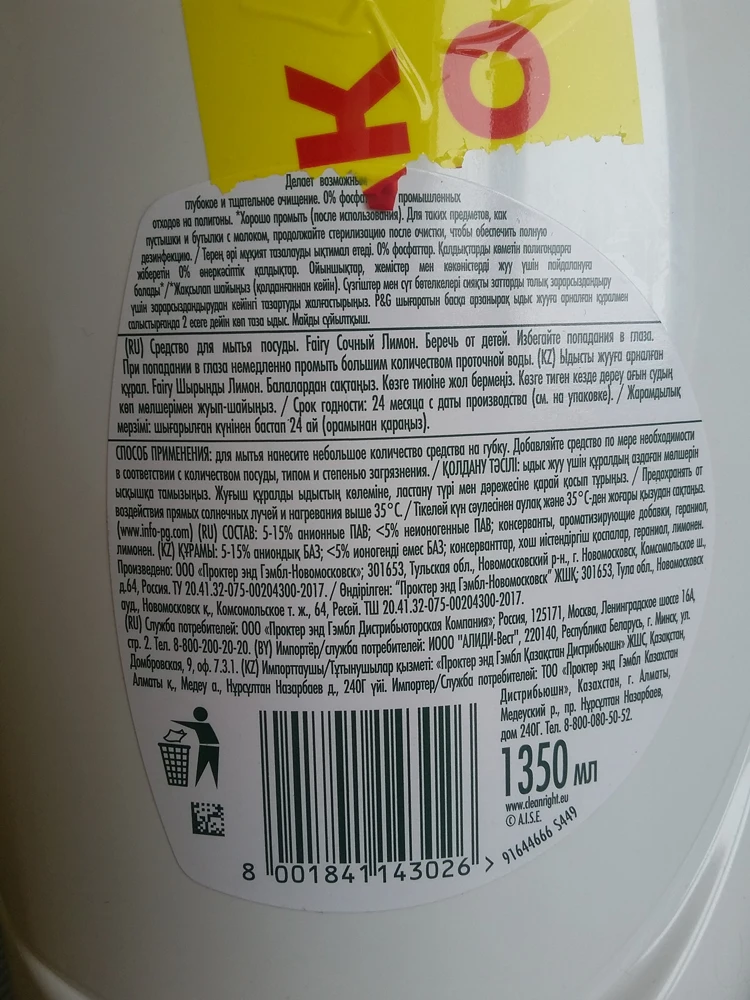 К О
Делает возможным
глубокое и тщательное очищение. 0% промышленных
отходов на полигоны. *Хорошо промыть (после использования). Для таких предметов, как
пустышки и бутылки с молоком, продолжайте стерилизацию после очистки, чтобы обеспечить полную
дезинфекцию. / Терең әрі мұқият тазалауды ықтимал етеді. 0% фосфаттар. Қалдықтарды көметін полигондарға
жіберетін 0% өнеркәсіптік қалдықтар. Ойыншықтар, жемістер мен көкөністерді жуу үшін пайдалануға
болады*/*Жақсылап шайыңыз (қолданғаннан кейін). Сүзгіштер мен сүт бөтелкелері сияқты заттарды толық зарарсыздандыру
үшін зарарсыздандырудан кейінгі тазартуды жалғастырыңыз. P&G шығаратын басқа арзанырақ ыдыс жууға арналған құралмен
салыстырғанда 2 есеге дейін көп таза ыдыс. Майды сұйылтқыш.
(RU) Средство для мытья посуды. Fairy Сочный Лимон. Беречь от детей. Избегайте попадания в глаза.
При попадании в глаза немедленно промыть большим количеством проточной воды. (KZ) Ыдысты жууға арналған
құрал. Fairy Шырынды Лимон. Балалардан сақтаңыз. Көзге тиюіне жол бермеңіз. Көзге тиген кезде дереу ағын судың
көп мөлшерімен жуып-шайыңыз. / Срок годности: 24 месяца с даты производства (см. на упаковке). / Жарамдылық
мерзімі: шығарылған күнінен бастап 24 ай (орамынан қараңыз).
СПОСОБ ПРИМЕНЕНИЯ: для мытья нанесите небольшое количество средства на губку. Добавляйте средство по мере необходимости
в соответствии с количеством посуды, типом и степенью загрязнения. / ҚОЛДАНУ ТӘСІЛІ: ыдыс жуу үшін құралдың аздаған мөлшерін
ысқышқа тамызыңыз. Жуғыш құралды ыдыстың көлеміне, ластану түрі мен дәрежесіне қарай қосып тұрыңыз. / Предохранять от
воздействия прямых солнечных лучей и нагревания выше 35°C. / Тікелей күн сәулесінен аулақ және 35°C-ден жоғары қызудан сақтаңыз.
(www.info-pg.com) (RU) СОСТАВ: 5-15% анионные ПАВ; <5% неионогенные ПАВ; консерванты, ароматизирующие добавки, гераниол,
лимонен. (KZ) ҚҰРАМЫ: 5-15% аниондық БАЗ; <5% ионогенді емес БАЗ; консерванттар, хош иістендіргіш қоспалар, гераниол, лимонен.
Произведено: ООО «Проктер энд Гэмбл-Новомосковск»; 301653, Тульская обл., Новомосковский р-н., г. Новомосковск, Комсомольское ш.,
д.64, Россия. ТУ 20.41.32-075-00204300-2017. / Өндірілген: "Проктер энд Гэмбл-Новомосковск" ЖШҚ; 301653, Тула обл., Новомосковск
ауд., Новомосковск қ., Комсомольское т. ж., 64, Ресей. ТШ 20.41.32-075-00204300-2017.
(RU) Служба потребителей: ООО «Проктер энд Гэмбл Дистрибьюторская Компания»; Россия, 125171, Москва, Ленинградское шоссе 16А,
стр. 2. Тел. 8-800-200-20-20. (BY) Импортёр/служба потребителей: ИООО "АЛИДИ-Вест", 220140, Республика Беларусь, г. Минск, ул.
Домбровская, 9, оф. 7.3.1. (KZ) Импорттаушы/Тұтынушылар қызметі: «Проктер энд Гэмбл Қазақстан Дистрибьюшн» ЖШС, Қазақстан,
Алматы қ., Медеу а., Нұрсұлтан Назарбаев д., 240Г үйі. Импортер/Служба потребителей: ТОО «Проктер энд Гэмбл Казахстан
Дистрибьюшн», Казахстан, г. Алматы,
Медеуский р., пр. Нұрсұлтан Назарбаев,
дом 240Г. Тел. 8-800-080-50-52.
1350 мл
www.cleanright.eu
© A.I.S.E.
91644666 S449
8 001841 143026 >